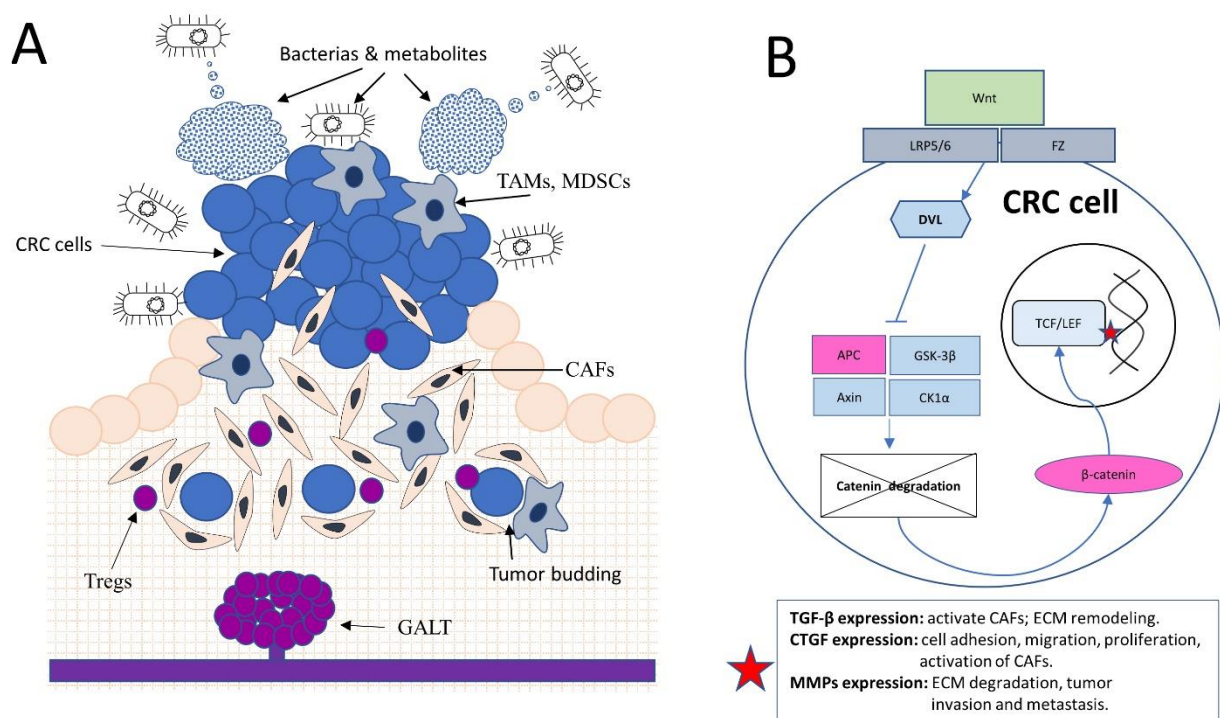 A
Bacterias & metabolites
TAMs, MDSCs
CRC cells
CAFs
Tregs
Tumor budding
GALT
B
Wnt
LRP5/6
FZ
CRC cell
DVL
TCF/LEF
APC
GSK-3β
Axin
CK1α
Catenin degradation
β-catenin
TGF-β expression: activate CAFs; ECM remodeling.
CTGF expression: cell adhesion, migration, proliferation,
activation of CAFs.
MMPs expression: ECM degradation, tumor
invasion and metastasis.